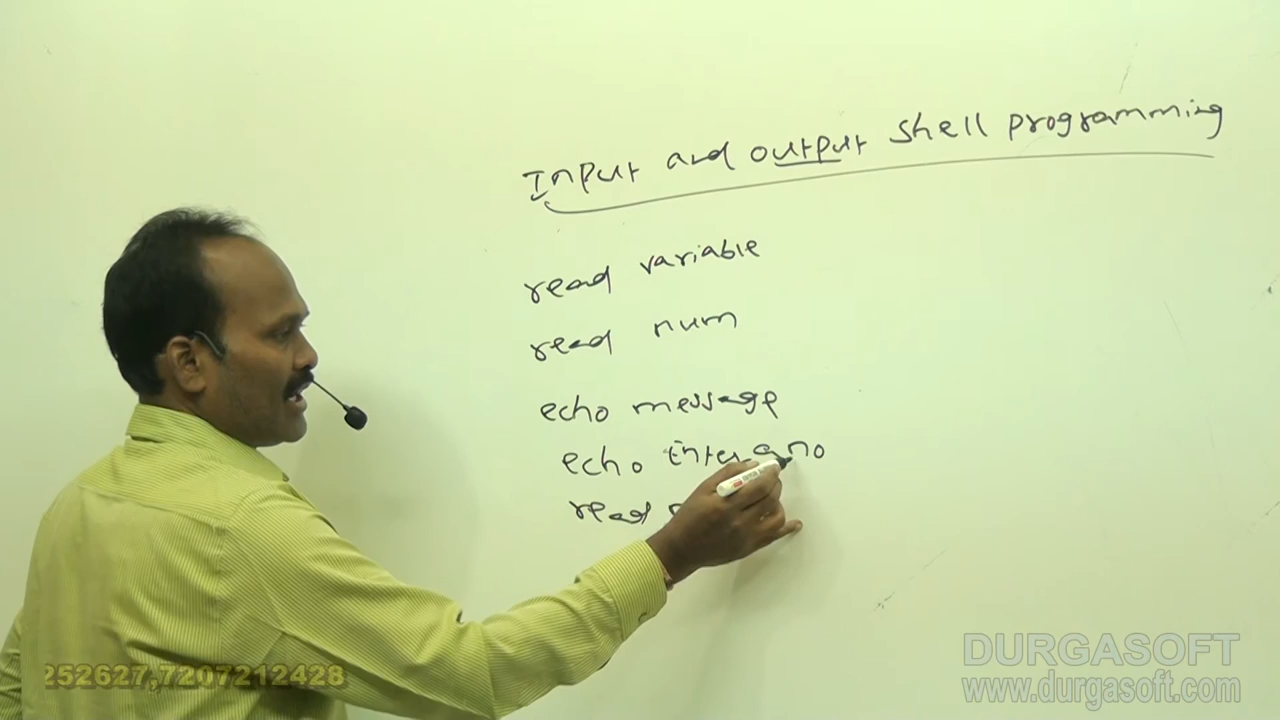 Input and output shell programming
read variable
read num
echo message
echo Enter a no
read
252627,7207212428
DURGASOFT
www.durgasoft.com